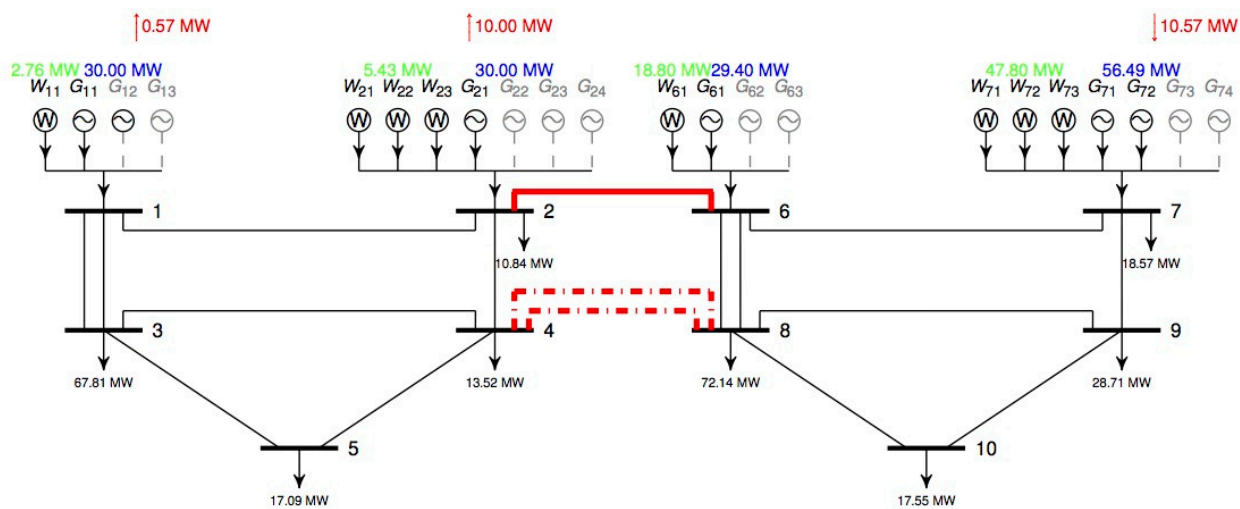 0.57 MW 10.00 MW 10.57 MW
2.76 MW 30.00 MW 5.43 MW 30.00 MW 18.80 MW 29.40 MW 47.80 MW 56.49 MW
W11 G11 G12 G13 W21 W22 W23 G21 G22 G23 G24 W61 G61 G62 G63 W71 W72 W73 G71 G72 G73 G74
W W W W W W W W
1 2 6 7
10.84 MW 18.57 MW
3 4 8 9
67.81 MW 13.52 MW 72.14 MW 28.71 MW
5 10
17.09 MW 17.55 MW